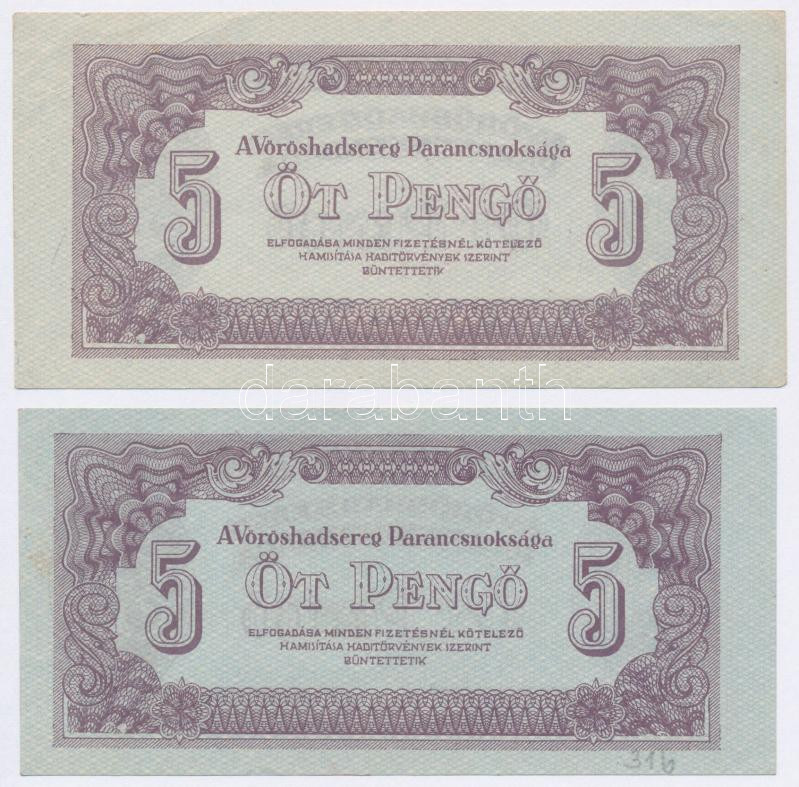 A Vöröshadsereg Parancsnoksága
5 ÖT PENGŐ 5
ELFOGADÁSA MINDEN FIZETÉSNÉL KÖTELEZŐ
HAMISÍTÁSA HADITÖRVÉNYEK SZERINT
BÜNTETTETIK
darabanth
A Vöröshadsereg Parancsnoksága
5 ÖT PENGŐ 5
ELFOGADÁSA MINDEN FIZETÉSNÉL KÖTELEZŐ
HAMISÍTÁSA HADITÖRVÉNYEK SZERINT
BÜNTETTETIK
316